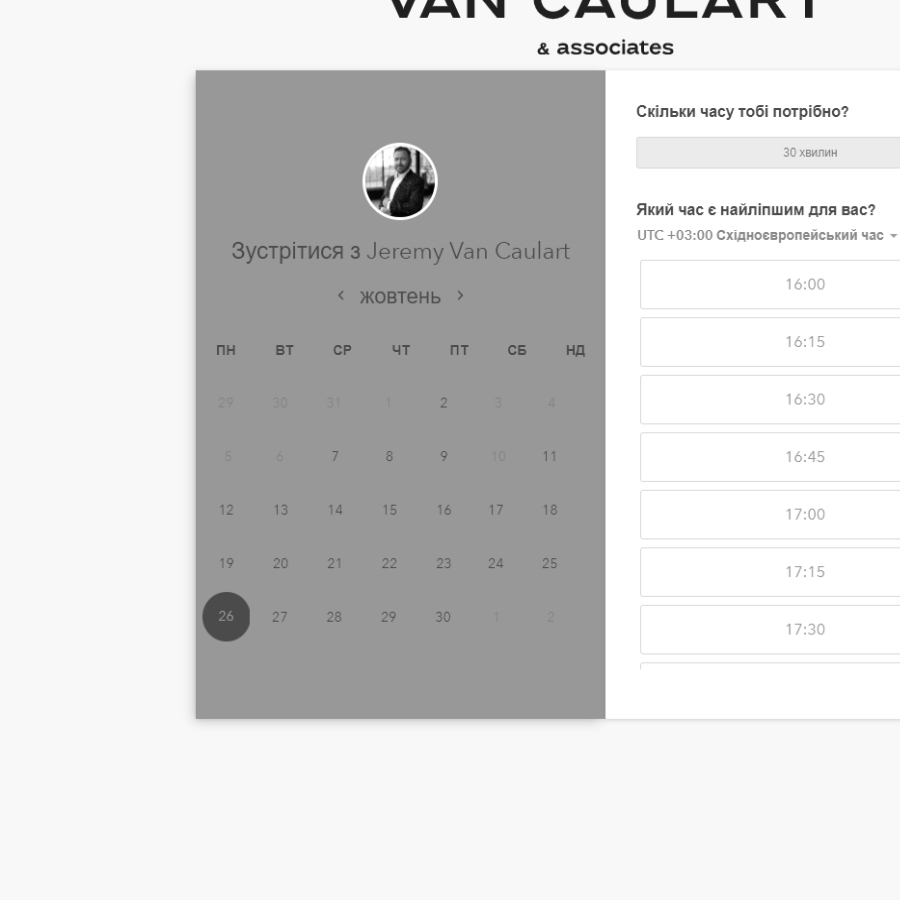 VAN CAULART
& associates
Зустрітися з Jeremy Van Caulart
жовтень
ПН ВТ СР ЧТ ПТ СБ НД
29 30 31 1 2 3 4
5 6 7 8 9 10 11
12 13 14 15 16 17 18
19 20 21 22 23 24 25
26 27 28 29 30 1 2
Скільки часу тобі потрібно?
30 хвилин
Який час є найліпшим для вас?
UTC +03:00 Східноєвропейський час
16:00
16:15
16:30
16:45
17:00
17:15
17:30